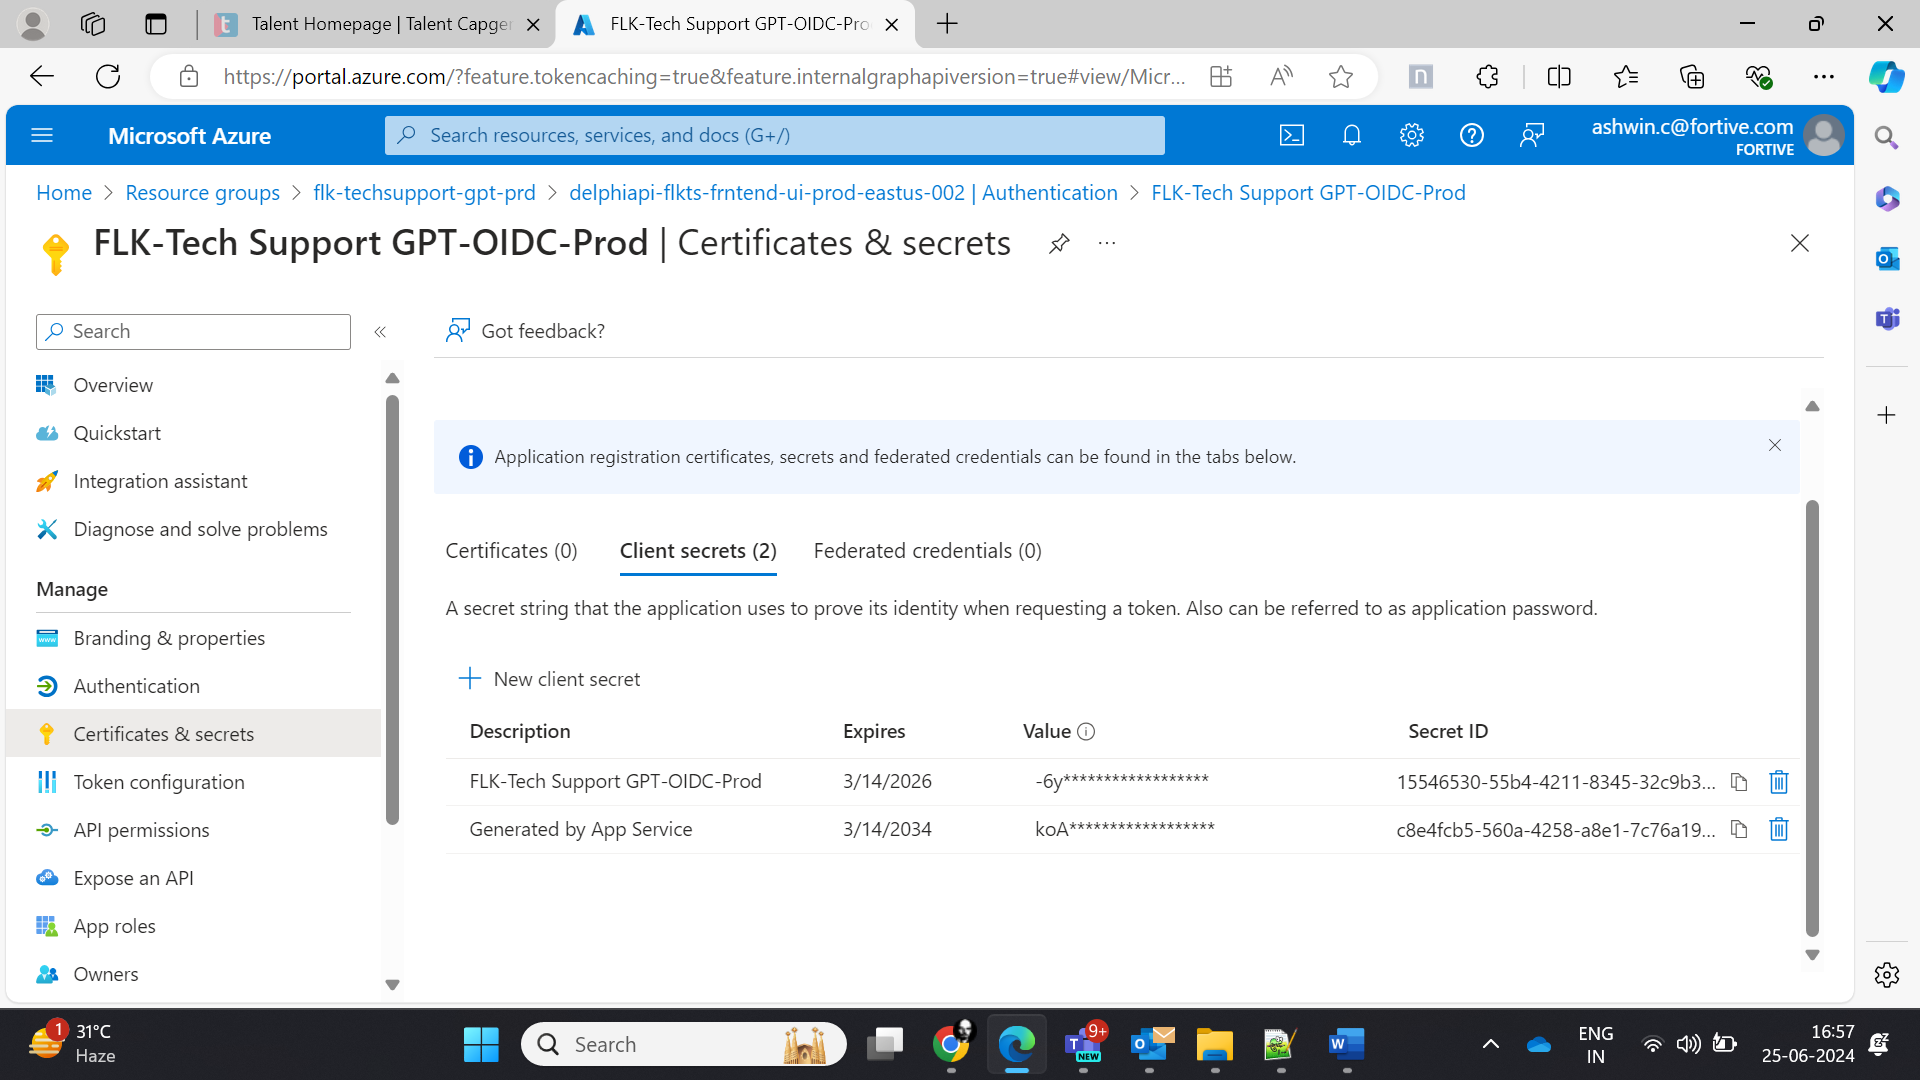 Talent Homepage | Talent Capger
FLK-Tech Support GPT-OIDC-Pro
https://portal.azure.com/?feature.tokencaching=true&feature.internalgraphapiversion=true#view/Micr...
Microsoft Azure
Search resources, services, and docs (G+/)
ashwin.c@fortive.com
FORTIVE
Home > Resource groups > flk-techsupport-gpt-prd > delphiapi-flkts-frntend-ui-prod-eastus-002 | Authentication > FLK-Tech Support GPT-OIDC-Prod
FLK-Tech Support GPT-OIDC-Prod | Certificates & secrets
Search
Got feedback?
Overview
Quickstart
Integration assistant
Diagnose and solve problems
Manage
Branding & properties
Authentication
Certificates & secrets
Token configuration
API permissions
Expose an API
App roles
Owners
Application registration certificates, secrets and federated credentials can be found in the tabs below.
Certificates (0) Client secrets (2) Federated credentials (0)
A secret string that the application uses to prove its identity when requesting a token. Also can be referred to as application password.
New client secret
Description Expires Value Secret ID
FLK-Tech Support GPT-OIDC-Prod 3/14/2026 -6y****************** 15546530-55b4-4211-8345-32c9b3...
Generated by App Service 3/14/2034 koA****************** c8e4fcb5-560a-4258-a8e1-7c76a19...
1
31°C
Haze
Search
9+
NEW
ENG
IN
16:57
25-06-2024